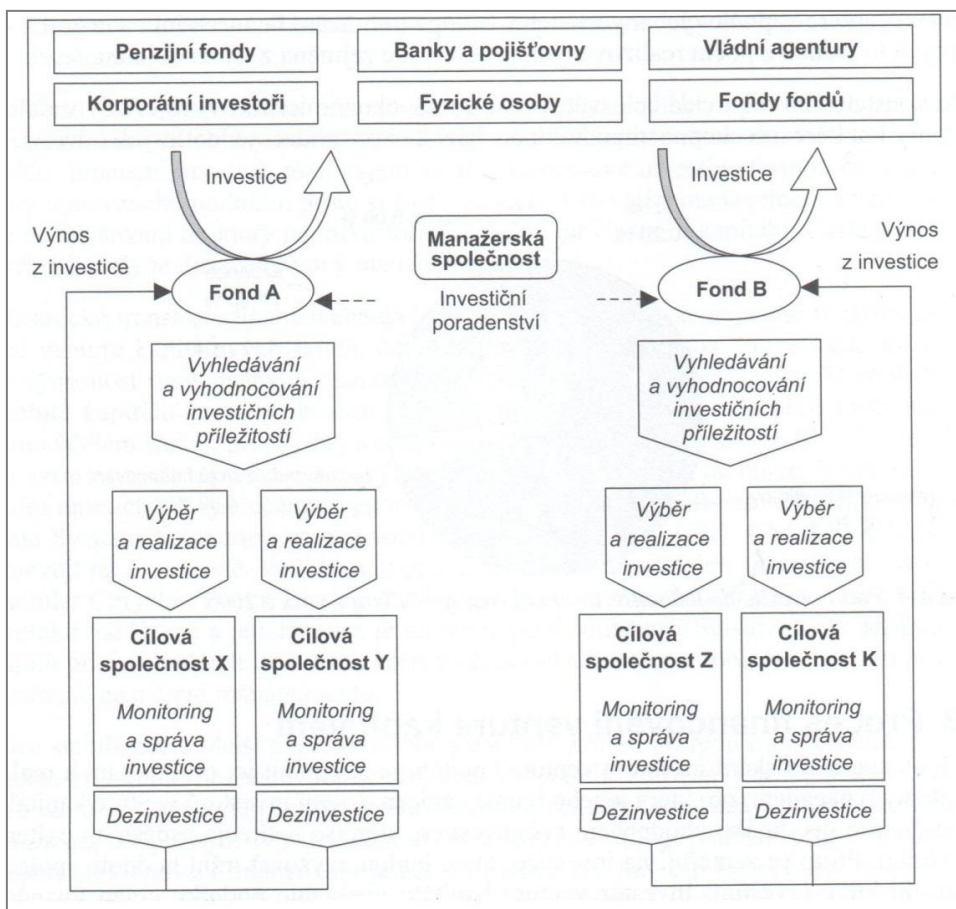 Penzijní fondy
Banky a pojišťovny
Vládní agentury
Korporátní investoři
Fyzické osoby
Fondy fondů
Investice
Investice
Výnos
z investice
Manažerská
společnost
Výnos
z investice
Fond A
Investiční
poradenství
Fond B
Vyhledávání
a vyhodnocování
investičních
příležitostí
Vyhledávání
a vyhodnocování
investičních
příležitostí
Výběr
a realizace
investice
Výběr
a realizace
investice
Výběr
a realizace
investice
Výběr
a realizace
investice
Cílová
společnost X
Monitoring
a správa
investice
Dezinvestice
Cílová
společnost Y
Monitoring
a správa
investice
Dezinvestice
Cílová
společnost Z
Monitoring
a správa
investice
Dezinvestice
Cílová
společnost K
Monitoring
a správa
investice
Dezinvestice